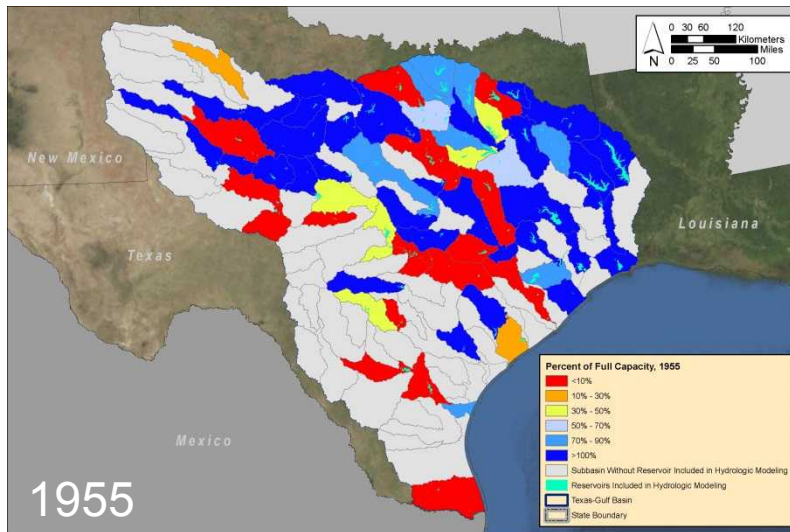 0 30 60 120
Kilometers
Miles
0 25 50 100
N
New Mexico
Texas
Louisiana
Mexico
Percent of Full Capacity, 1955
<10%
10% - 30%
30% - 50%
50% - 70%
70% - 90%
>100%
Subbasin Without Reservoir Included in Hydrologic Modeling
Reservoirs Included in Hydrologic Modeling
Texas-Gulf Basin
State Boundary
1955